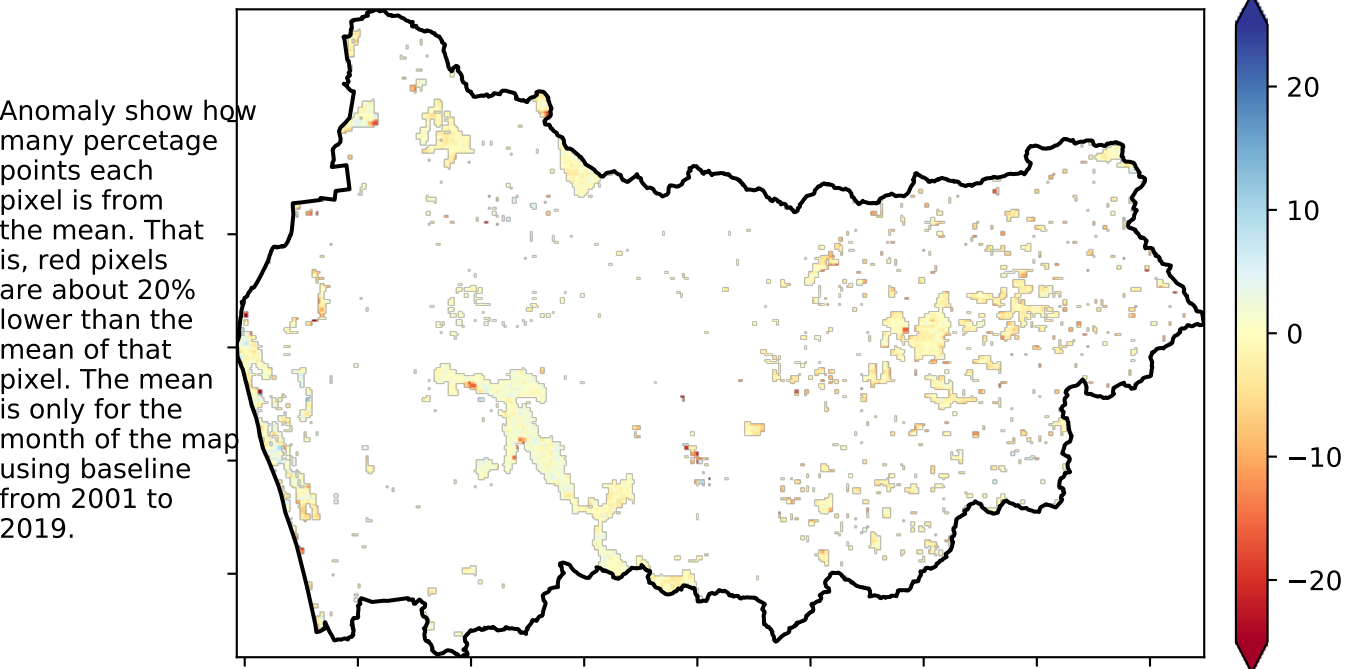 Anomaly show how
many percetage
points each
pixel is from
the mean. That
is, red pixels
are about 20%
lower than the
mean of that
pixel. The mean
is only for the
month of the map
using baseline
from 2001 to
2019.
20
10
0
−10
−20